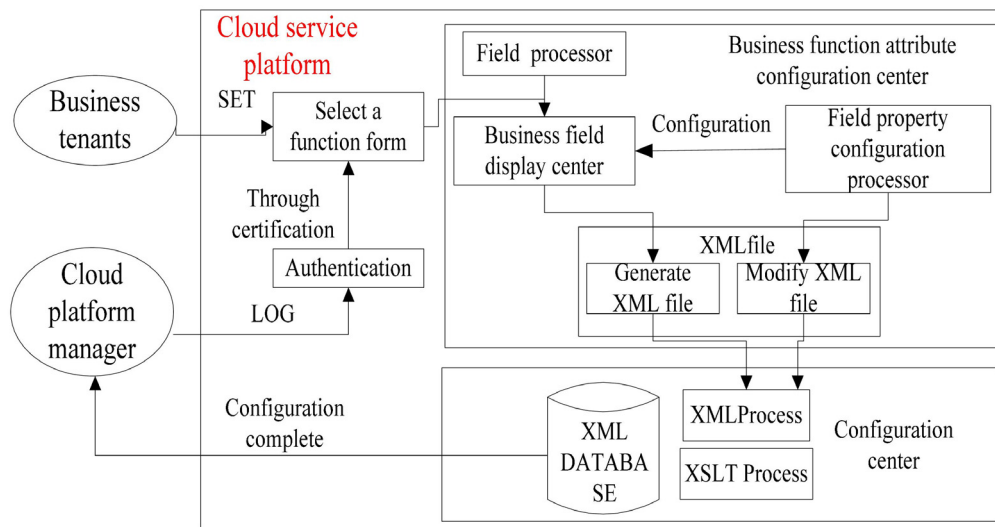 Cloud service
platform
Field processor
Business function attribute
configuration center
Business
tenants
SET
Select a
function form
Business field
display center
Configuration
Field property
configuration
processor
Through
certification
Authentication
XMLfile
Generate
XML file
Modify XML
file
Cloud
platform
manager
LOG
Configuration
complete
XML
DATABA
SE
XMLProcess
XSLT Process
Configuration
center